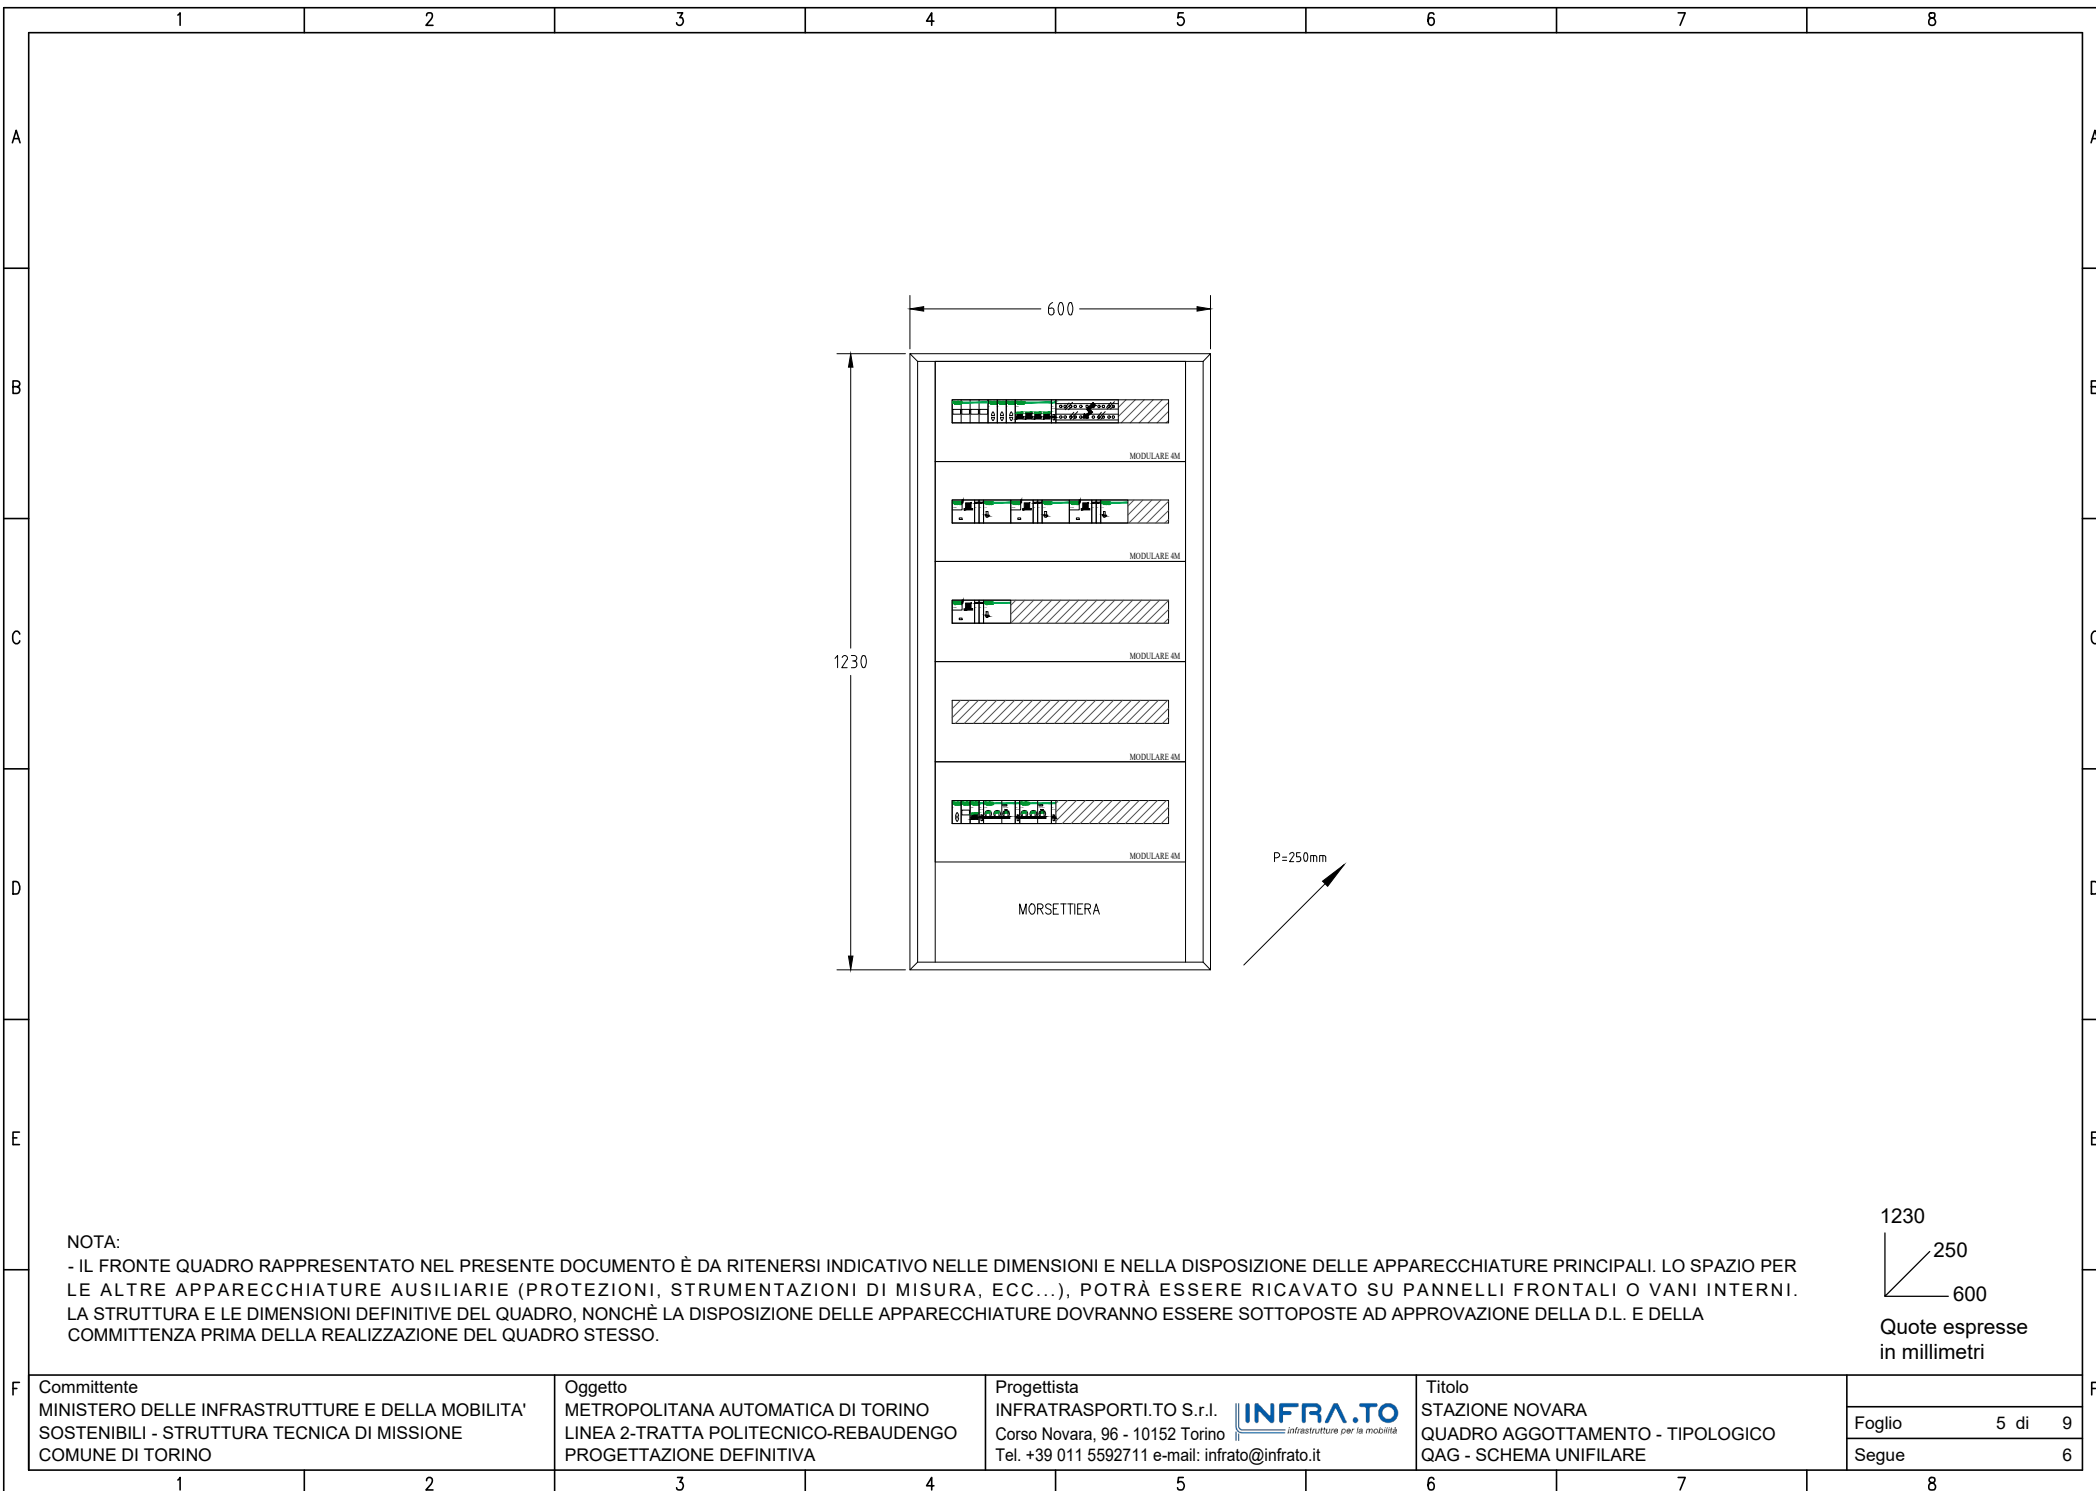 1 2 3 4 5 6 7 8
A A
B B
C C
D D
E E
F F
600
1230
MODULARE 4M
MODULARE 4M
MODULARE 4M
MODULARE 4M
MODULARE 4M
MORSETTIERA
P=250mm
NOTA:
- IL FRONTE QUADRO RAPPRESENTATO NEL PRESENTE DOCUMENTO È DA RITENERSI INDICATIVO NELLE DIMENSIONI E NELLA DISPOSIZIONE DELLE APPARECCHIATURE PRINCIPALI. LO SPAZIO PER
LE ALTRE APPARECCHIATURE AUSILIARIE (PROTEZIONI, STRUMENTAZIONI DI MISURA, ECC...), POTRÀ ESSERE RICAVATO SU PANNELLI FRONTALI O VANI INTERNI.
LA STRUTTURA E LE DIMENSIONI DEFINITIVE DEL QUADRO, NONCHÈ LA DISPOSIZIONE DELLE APPARECCHIATURE DOVRANNO ESSERE SOTTOPOSTE AD APPROVAZIONE DELLA D.L. E DELLA
COMMITTENZA PRIMA DELLA REALIZZAZIONE DEL QUADRO STESSO.
1230
250
600
Quote espresse
in millimetri
Committente
MINISTERO DELLE INFRASTRUTTURE E DELLA MOBILITA'
SOSTENIBILI - STRUTTURA TECNICA DI MISSIONE
COMUNE DI TORINO
Oggetto
METROPOLITANA AUTOMATICA DI TORINO
LINEA 2-TRATTA POLITECNICO-REBAUDENGO
PROGETTAZIONE DEFINITIVA
Progettista
INFRATRASPORTI.TO S.r.l.
Corso Novara, 96 - 10152 Torino
Tel. +39 011 5592711 e-mail: infrato@infrato.it
INFRA.TO
infrastrutture per la mobilità
Titolo
STAZIONE NOVARA
QUADRO AGGOTTAMENTO - TIPOLOGICO
QAG - SCHEMA UNIFILARE
Foglio 5 di 9
Segue 6
1 2 3 4 5 6 7 8